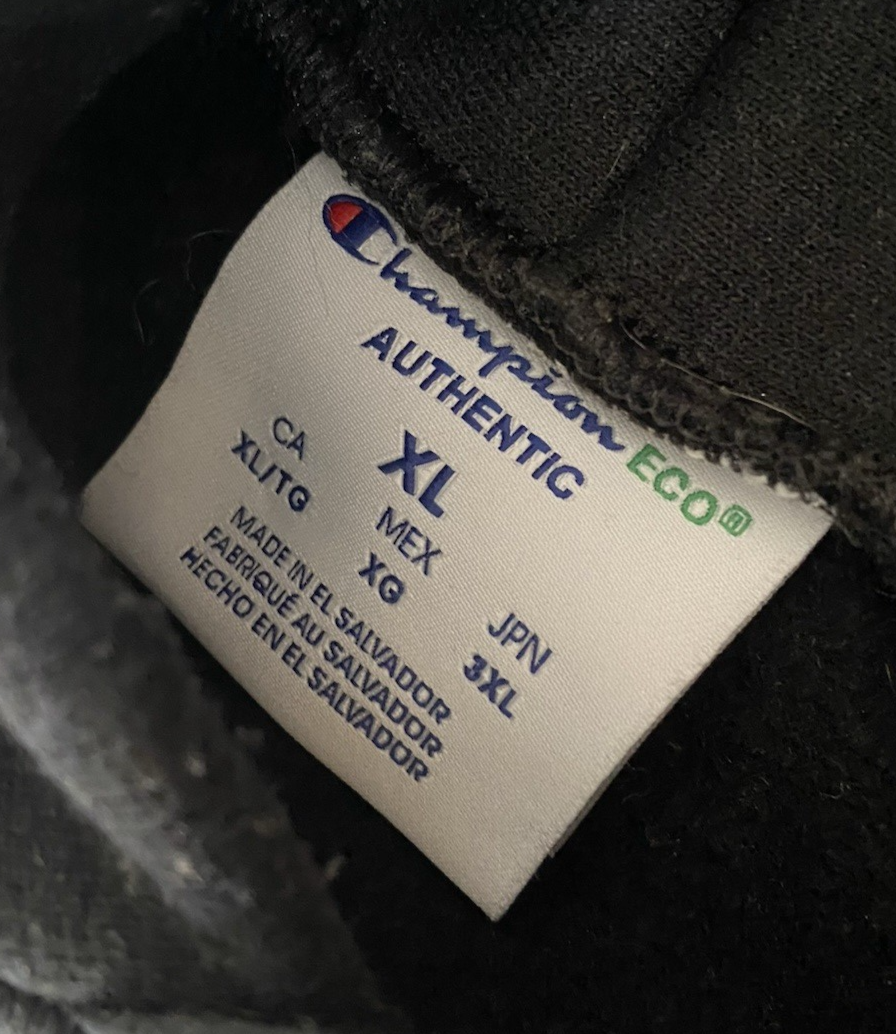 Champion ECO®
AUTHENTIC
XL
CA MEX JPN
XL/TG XG 3XL
MADE IN EL SALVADOR
FABRIQUÉ AU SALVADOR
HECHO EN EL SALVADOR